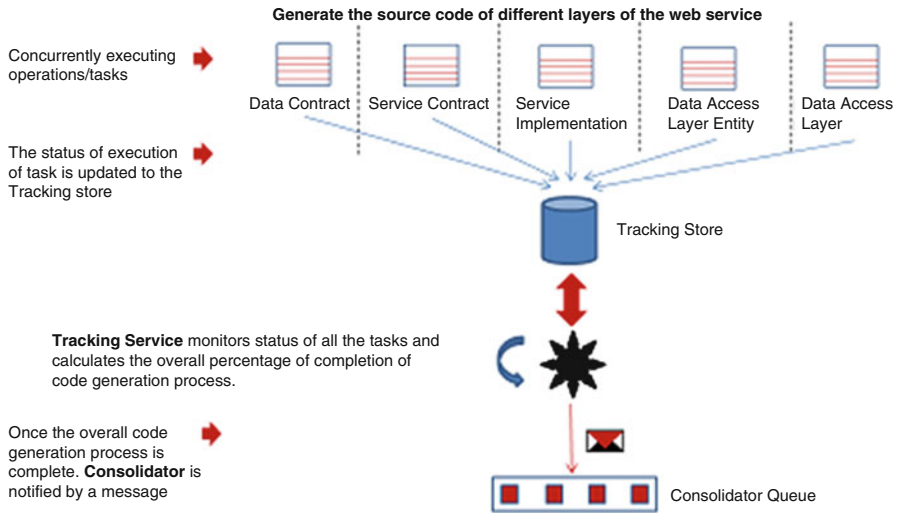 Generate the source code of different layers of the web service
Concurrently executing
operations/tasks
Data Contract
Service Contract
Service
Implementation
Data Access
Layer Entity
Data Access
Layer
The status of execution
of task is updated to the
Tracking store
Tracking Store
Tracking Service monitors status of all the tasks and
calculates the overall percentage of completion of
code generation process.
Once the overall code
generation process is
complete. Consolidator is
notified by a message
Consolidator Queue